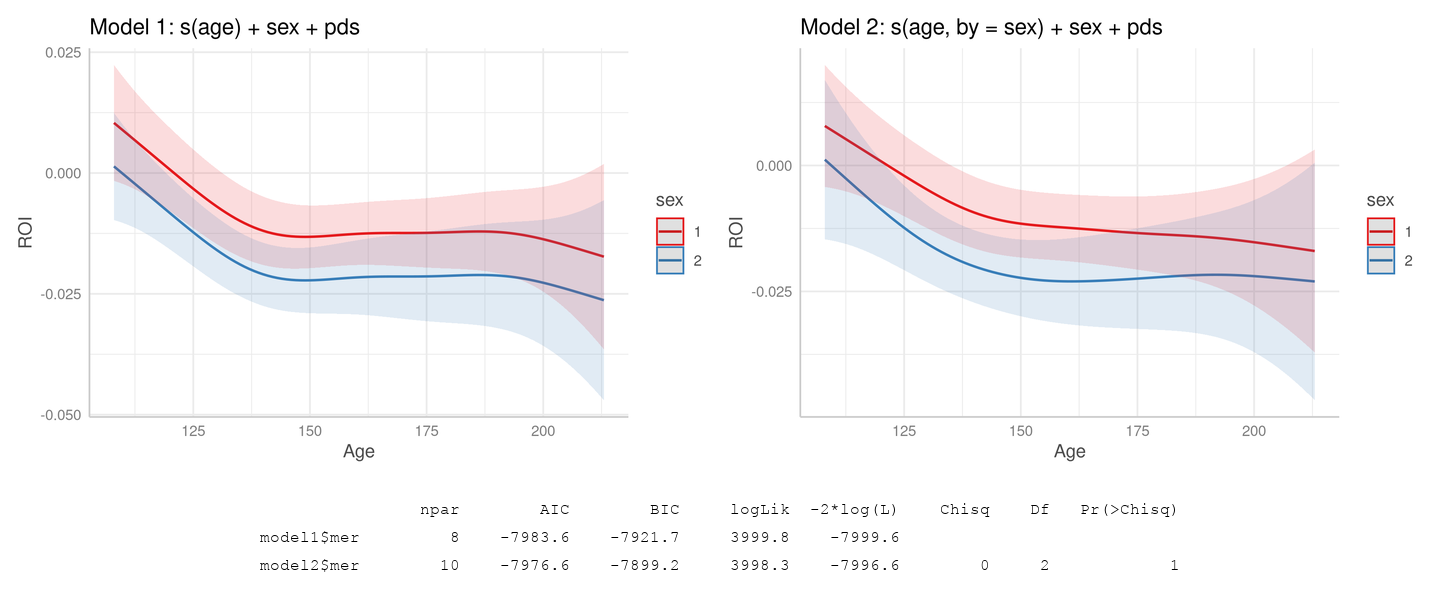 Model 1: s(age) + sex + pds
0.025
0.000
-0.025
-0.050
ROI
125 150 175 200
Age
sex
1
2
Model 2: s(age, by = sex) + sex + pds
0.000
-0.025
ROI
125 150 175 200
Age
sex
1
2
npar AIC BIC logLik -2*log(L) Chisq Df Pr(>Chisq)
model1$mer 8 -7983.6 -7921.7 3999.8 -7999.6
model2$mer 10 -7976.6 -7899.2 3998.3 -7996.6 0 2 1